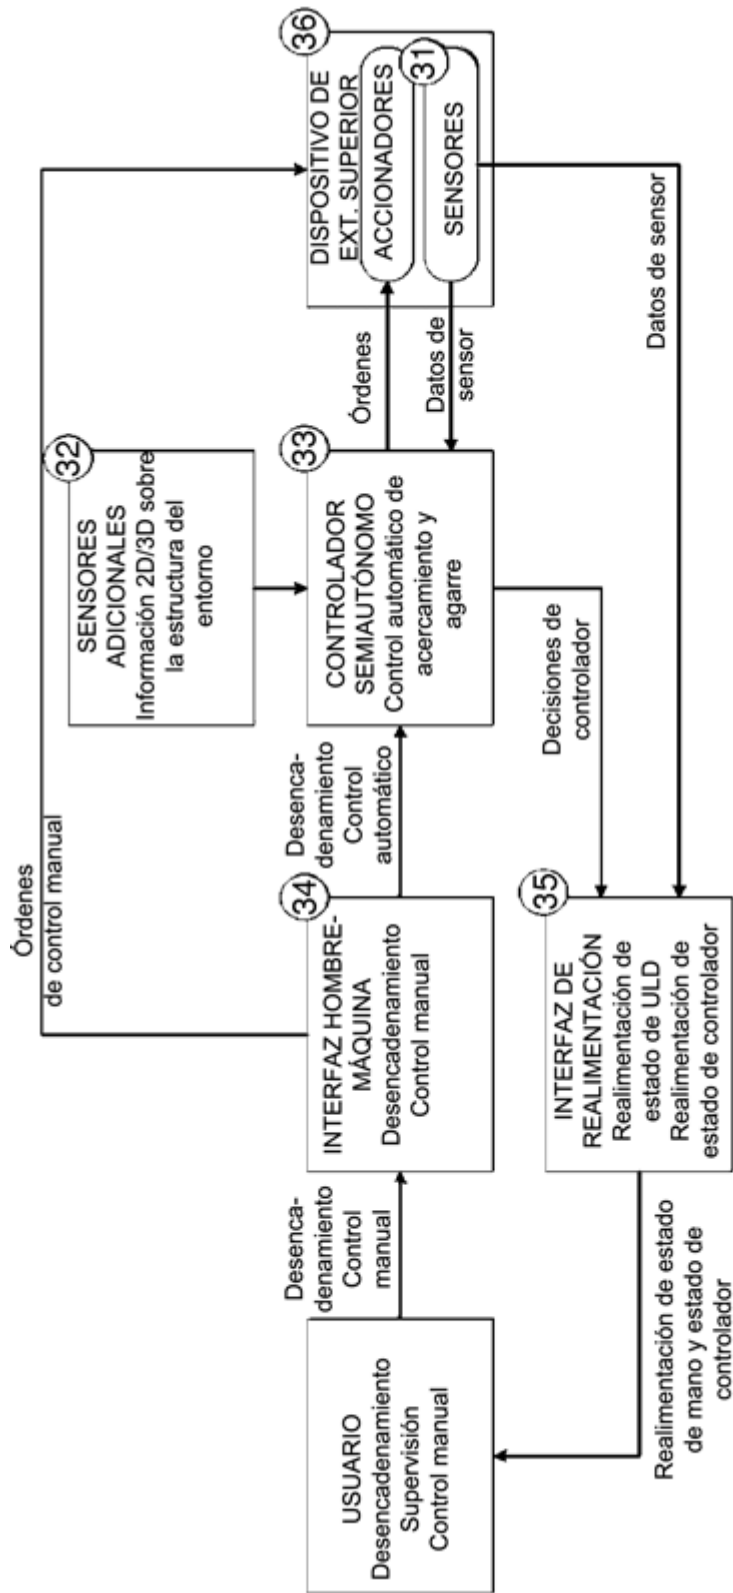 Órdenes
de control manual
32
SENSORES
ADICIONALES
Información 2D/3D sobre
la estructura del
entorno
USUARIO
Desencadenamiento
Supervisión
Control manual
Desenca-
denamiento
Control
manual
34
INTERFAZ HOMBRE-
MÁQUINA
Desencadenamiento
Control manual
Desenca-
denamiento
Control
automático
33
CONTROLADOR
SEMIAUTÓNOMO
Control automático de
acercamiento y
agarre
Órdenes
Datos de
sensor
36
DISPOSITIVO DE
EXT. SUPERIOR
ACCIONADORES
31
SENSORES
Realimentación de estado
de mano y estado de
controlador
35
INTERFAZ DE
REALIMENTACIÓN
Realimentación de
estado de ULD
Realimentación de
estado de controlador
Decisiones de
controlador
Datos de sensor